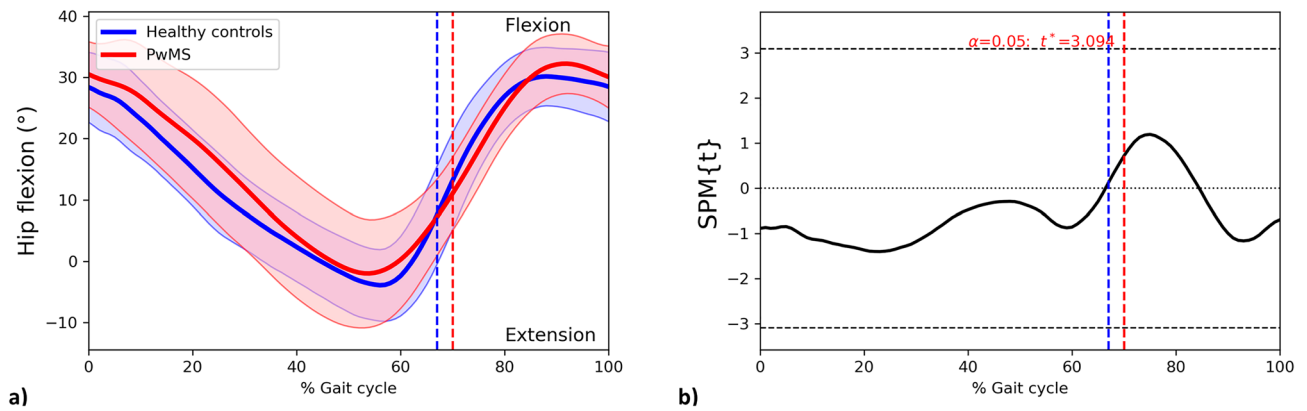 Healthy controls
PwMS
Flexion
Extension
Hip flexion (°)
40
30
20
10
0
−10
0
20
40
60
80
100
% Gait cycle
a)
α=0.05: t*=3.094
SPM{t}
3
2
1
0
−1
−2
−3
0
20
40
60
80
100
% Gait cycle
b)